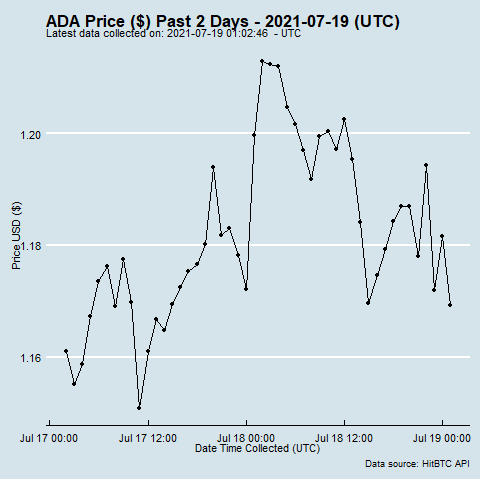 ADA Price ($) Past 2 Days - 2021-07-19 (UTC)
Latest data collected on: 2021-07-19 01:02:46  - UTC
1.20
1.18
1.16
Price USD ($)
Jul 17 00:00 Jul 17 12:00 Jul 18 00:00 Jul 18 12:00 Jul 19 00:00
Date Time Collected (UTC)
Data source: HitBTC API